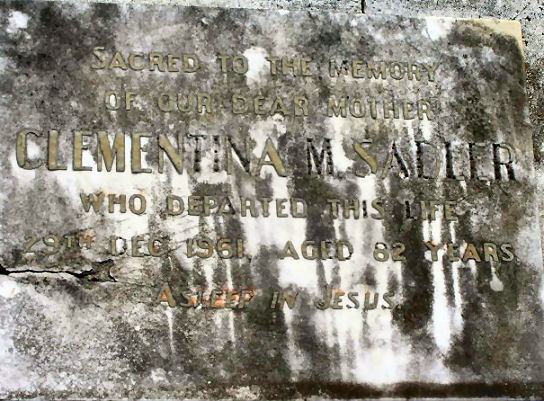 SACRED TO THE MEMORY
OF OUR DEAR MOTHER
CLEMENTINA M. SADLER
WHO DEPARTED THIS LIFE
29TH DEC. 1961. AGED 82 YEARS.
ASLEEP IN JESUS.